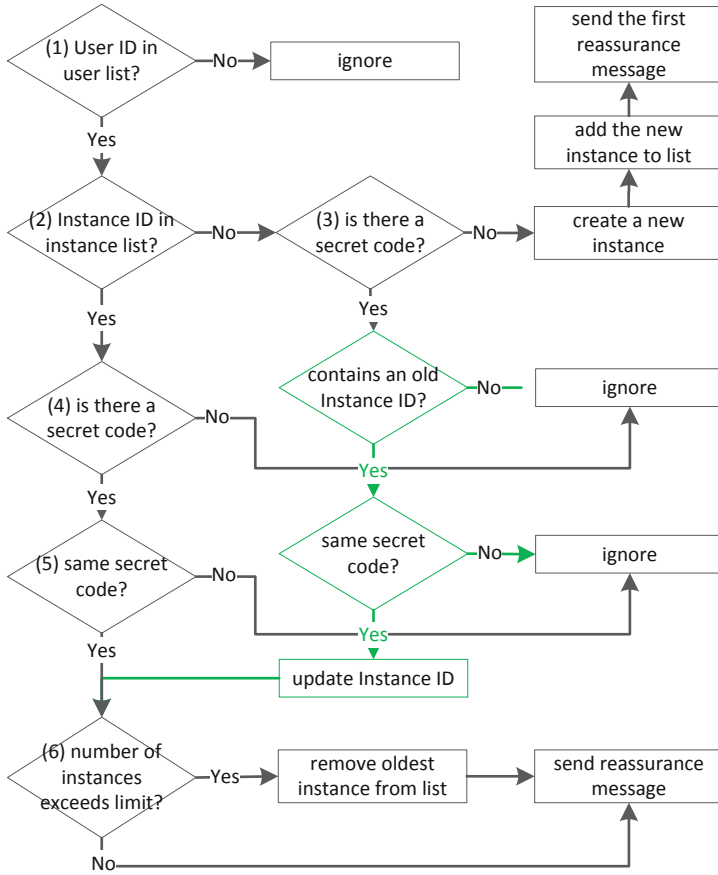 (1) User ID in
user list?
No
ignore
send the first
reassurance
message
Yes
add the new
instance to list
(2) Instance ID in
instance list?
No
(3) is there a
secret code?
No
create a new
instance
Yes
Yes
contains an old
Instance ID?
No
ignore
(4) is there a
secret code?
No
Yes
Yes
same secret
code?
No
ignore
(5) same secret
code?
No
Yes
Yes
update Instance ID
(6) number of
instances
exceeds limit?
Yes
remove oldest
instance from list
send reassurance
message
No